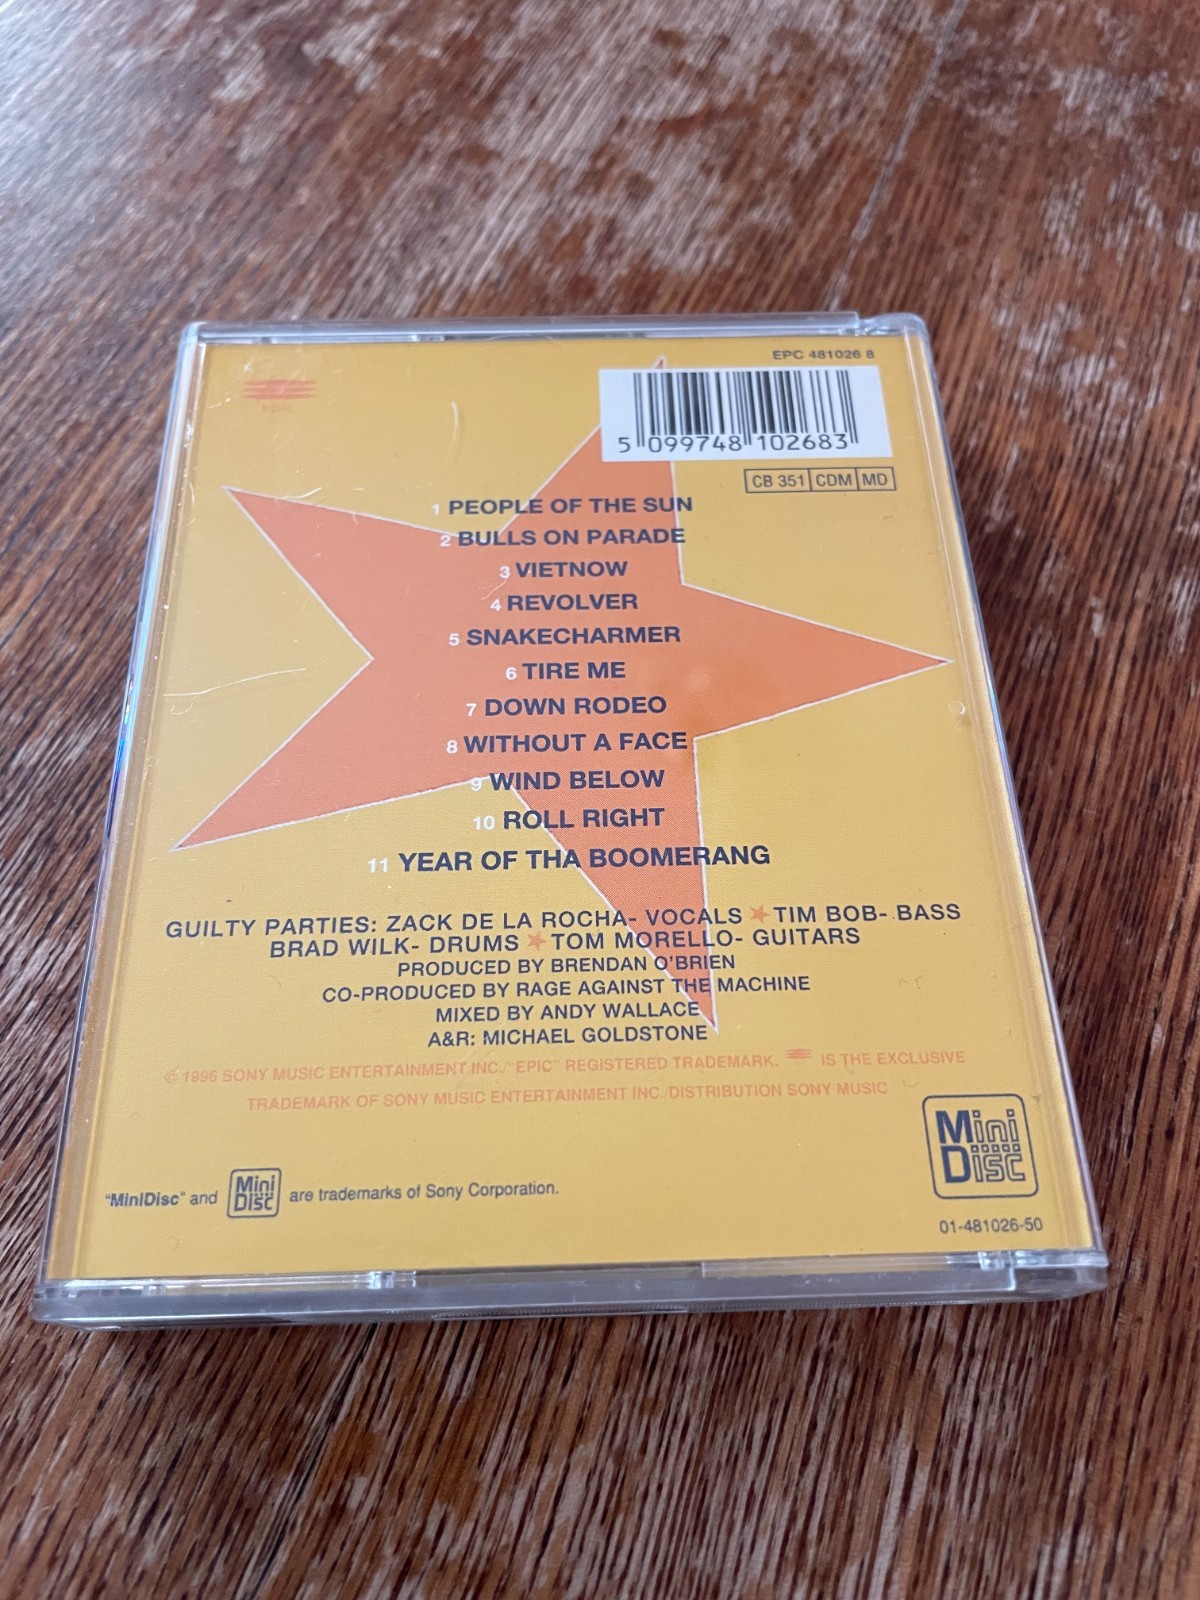 EPC 481026 8
epic
5 099748 102683
CB 351 CDM MD
1 PEOPLE OF THE SUN
2 BULLS ON PARADE
3 VIETNOW
4 REVOLVER
5 SNAKECHARMER
6 TIRE ME
7 DOWN RODEO
8 WITHOUT A FACE
9 WIND BELOW
10 ROLL RIGHT
11 YEAR OF THA BOOMERANG
GUILTY PARTIES: ZACK DE LA ROCHA- VOCALS ★ TIM BOB- BASS
BRAD WILK- DRUMS ★ TOM MORELLO- GUITARS
PRODUCED BY BRENDAN O'BRIEN
CO-PRODUCED BY RAGE AGAINST THE MACHINE
MIXED BY ANDY WALLACE
A&R: MICHAEL GOLDSTONE
© 1996 SONY MUSIC ENTERTAINMENT INC./"EPIC" REGISTERED TRADEMARK. IS THE EXCLUSIVE
TRADEMARK OF SONY MUSIC ENTERTAINMENT INC./DISTRIBUTION SONY MUSIC
Mini
Disc
"MiniDisc" and Mini Disc are trademarks of Sony Corporation.
01-481026-50